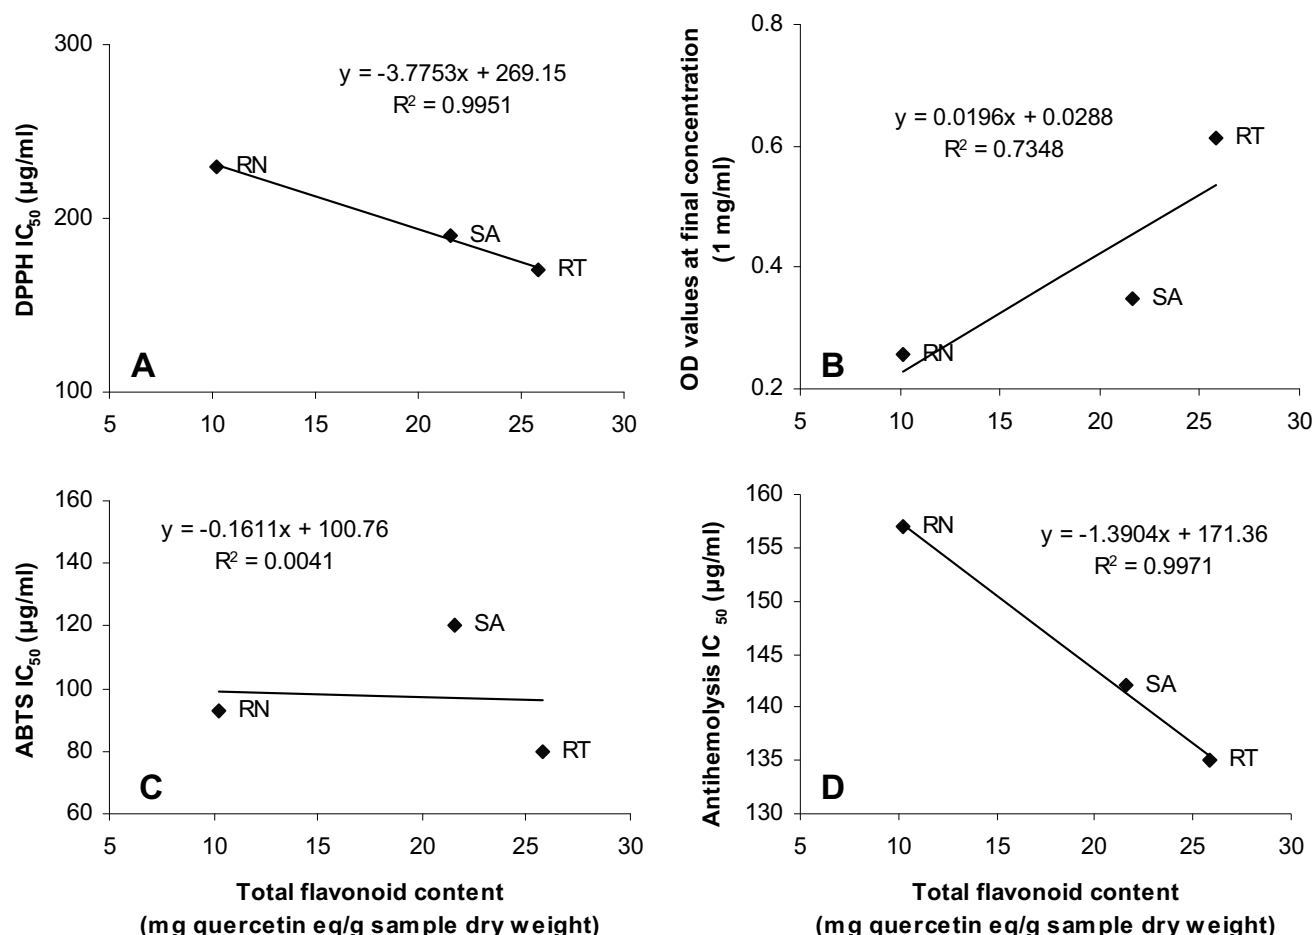 300
200
100
DPPH IC50 (µg/ml)
y = -3.7753x + 269.15
R² = 0.9951
RN
SA
RT
A
5 10 15 20 25 30
0.8
0.6
0.4
0.2
OD values at final concentration
(1 mg/ml)
y = 0.0196x + 0.0288
R² = 0.7348
RT
SA
RN
B
5 10 15 20 25 30
160
140
120
100
80
60
ABTS IC50 (µg/ml)
y = -0.1611x + 100.76
R² = 0.0041
SA
RN
RT
C
5 10 15 20 25 30
Total flavonoid content
(mg quercetin eq/g sample dry weight)
160
155
150
145
140
135
130
Antihemolysis IC 50 (µg/ml)
RN
y = -1.3904x + 171.36
R² = 0.9971
SA
RT
D
5 10 15 20 25 30
Total flavonoid content
(mg quercetin eq/g sample dry weight)